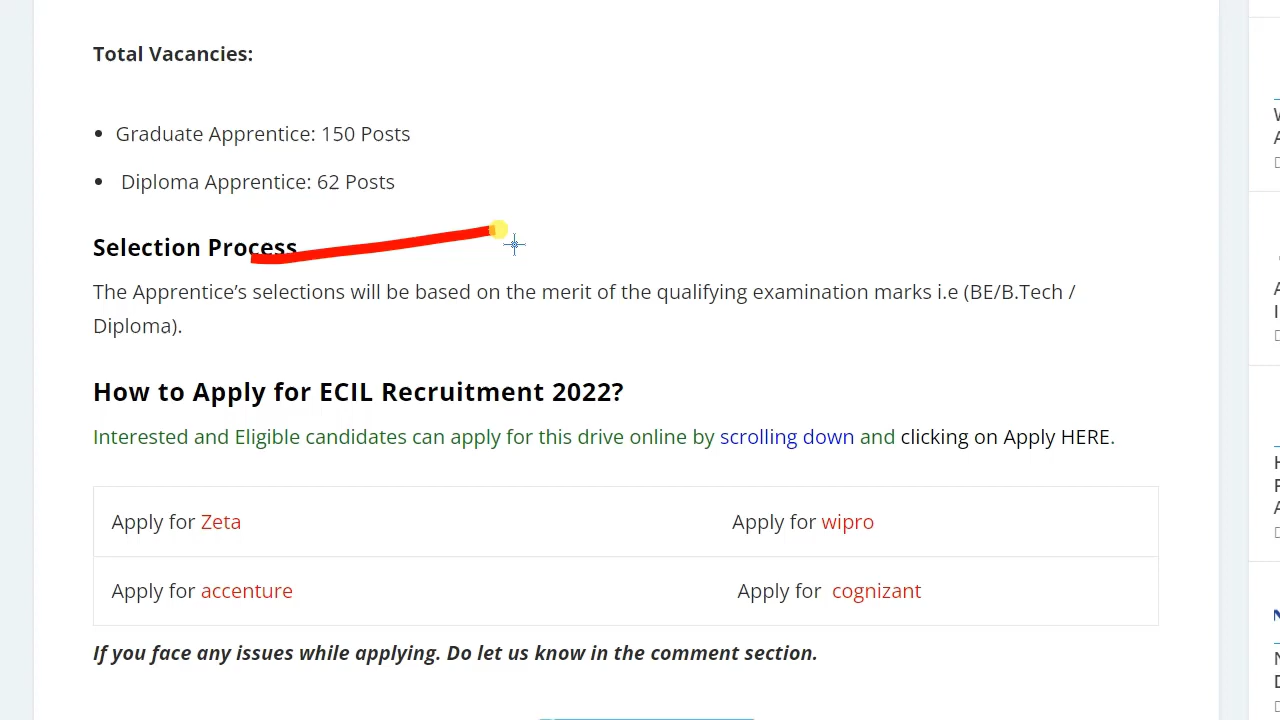 Total Vacancies:
Graduate Apprentice: 150 Posts
Diploma Apprentice: 62 Posts
Selection Process
The Apprentice’s selections will be based on the merit of the qualifying examination marks i.e (BE/B.Tech /
Diploma).
How to Apply for ECIL Recruitment 2022?
Interested and Eligible candidates can apply for this drive online by scrolling down and clicking on Apply HERE.
Apply for Zeta
Apply for wipro
Apply for accenture
Apply for cognizant
If you face any issues while applying. Do let us know in the comment section.